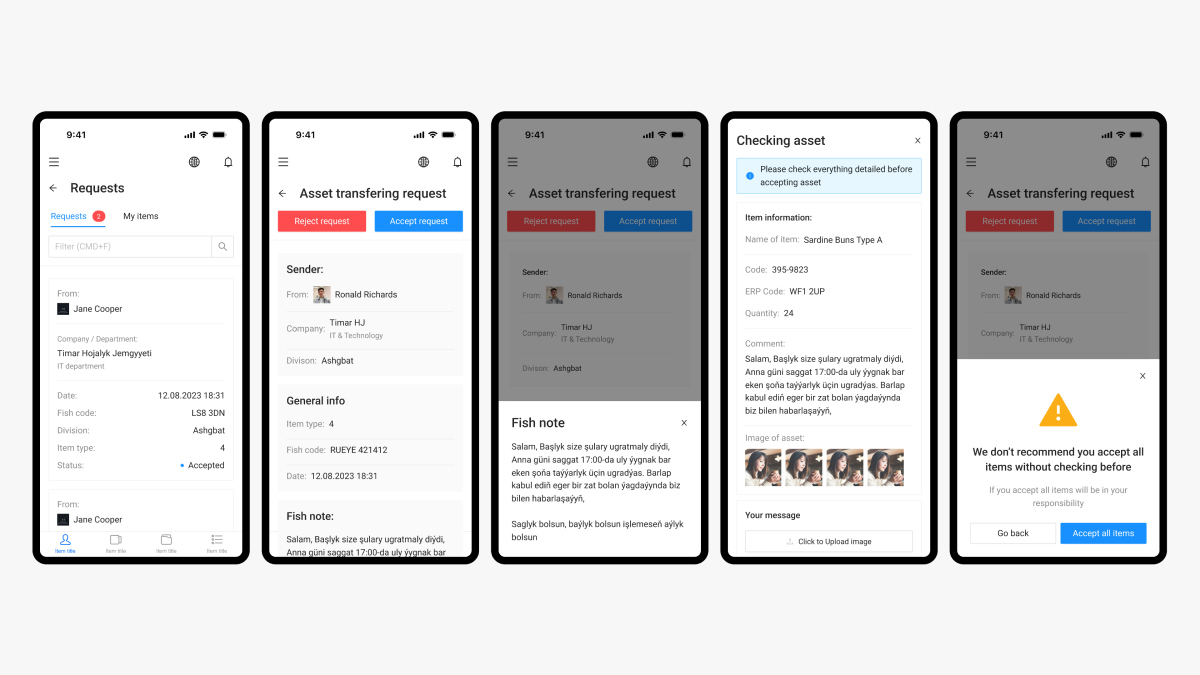 9:41
Requests
Requests 2 My items
Filter (CMD+F)
From:
Jane Cooper
Company / Department:
Timar Hojalyk Jemgyyeti
IT department
Date: 12.08.2023 18:31
Fish code: LS8 3DN
Division: Ashgbat
Item type: 4
Status: Accepted
From:
Jane Cooper
Item title Item title Item title Item title
9:41
Asset transfering request
Reject request Accept request
Sender:
From: Ronald Richards
Company: Timar HJ
IT & Technology
Divison: Ashgbat
General info
Item type: 4
Fish code: RUEYE 421412
Date: 12.08.2023 18:31
Fish note:
Salam, Başlyk size şulary ugratmaly diýdi,
Anna güni saggat 17:00-da uly ýygnak bar
9:41
Asset transfering request
Reject request Accept request
Sender:
From: Ronald Richards
Company: Timar HJ
IT & Technology
Divison: Ashgbat
Fish note x
Salam, Başlyk size şulary ugratmaly diýdi,
Anna güni saggat 17:00-da uly ýygnak bar
eken şoňa taýýarlyk üçin ugradýas. Barlap
kabul ediň eger bir zat bolan ýagdaýynda biz
bilen habarlaşaýyň,
Saglyk bolsun, baýlyk bolsun işlemeseň aýlyk
bolsun
Checking asset x
Please check everything detailed before
accepting asset
Item information:
Name of item: Sardine Buns Type A
Code: 395-9823
ERP Code: WF1 2UP
Quantity: 24
Comment:
Salam, Başlyk size şulary ugratmaly diýdi,
Anna güni saggat 17:00-da uly ýygnak bar
eken şoňa taýýarlyk üçin ugradýas. Barlap
kabul ediň eger bir zat bolan ýagdaýynda
biz bilen habarlaşaýyň,
Image of asset:
Your message
Click to Upload image
9:41
Asset transfering request
Reject request Accept request
Sender:
From: Ronald Richards
Company: Timar HJ
IT & Technology
x
We don't recommend you accept all
items without checking before
If you accept all items will be in your
responsibility
Go back Accept all items